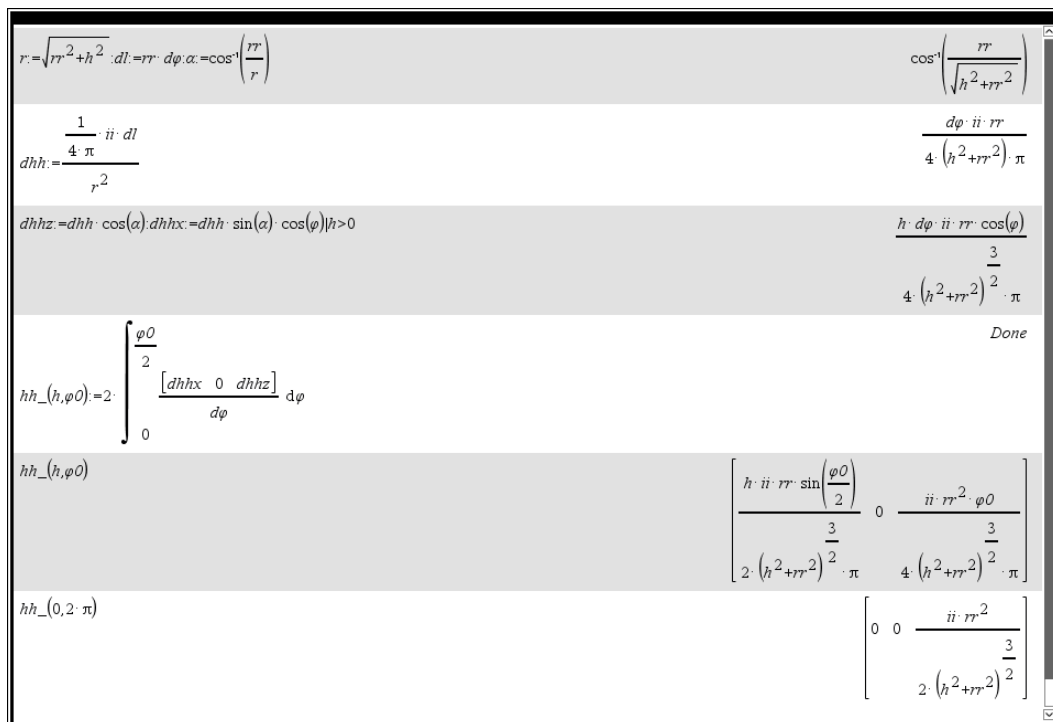 r:=√(rr²+h²) :dl:=rr· dφ:α:=cos⁻¹(rr/r)
cos⁻¹(rr/√(h²+rr²))
dhh:=(1/(4· π)· ii· dl)/r²
(dφ· ii· rr)/(4· (h²+rr²)· π)
dhhz:=dhh· cos(α):dhhx:=dhh· sin(α)· cos(φ)|h>0
(h· dφ· ii· rr· cos(φ))/(4· (h²+rr²)^(3/2)· π)
hh_(h,φ0):=2· ∫(0, φ0/2) [dhhx 0 dhhz]/dφ dφ
Done
hh_(h,φ0)
[(h· ii· rr· sin(φ0/2))/(2· (h²+rr²)^(3/2)· π) 0 (ii· rr²· φ0)/(4· (h²+rr²)^(3/2)· π)]
hh_(0,2· π)
[0 0 (ii· rr²)/(2· (h²+rr²)^(3/2))]